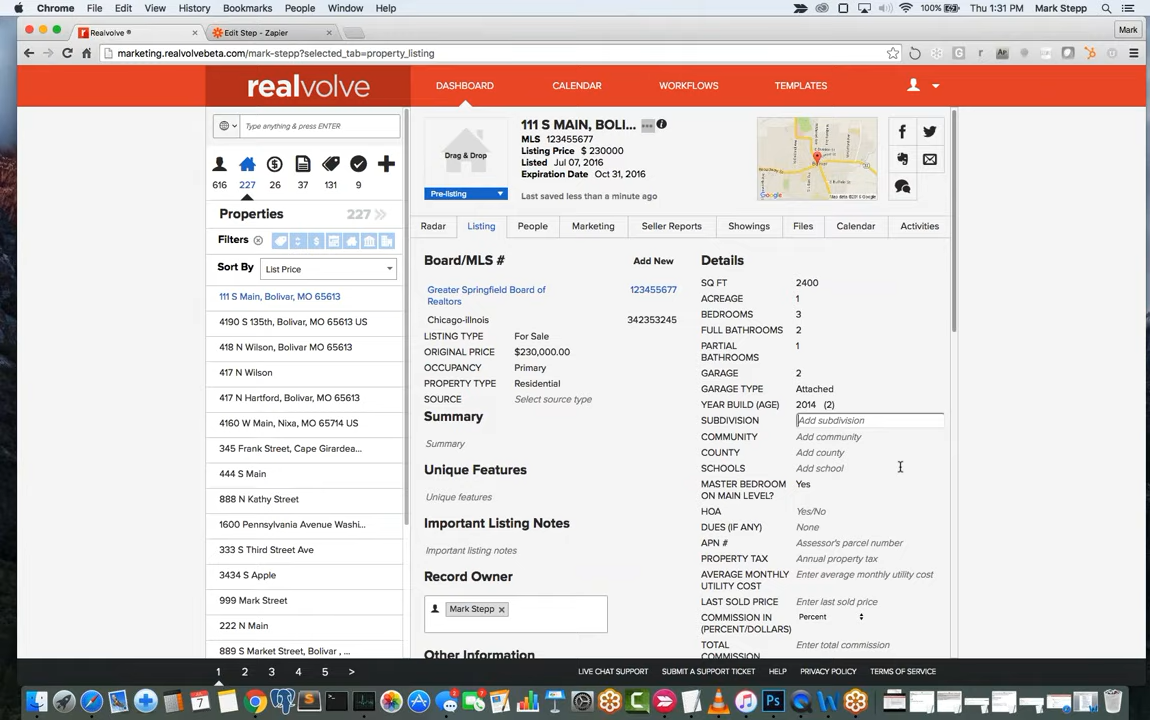 Chrome File Edit View History Bookmarks People Window Help 100% Thu 1:31 PM Mark Stepp
Realvolve ® × Edit Step - Zapier × Mark
marketing.realvolvebeta.com/mark-stepp?selected_tab=property_listing
realvolve DASHBOARD CALENDAR WORKFLOWS TEMPLATES
Type anything & press ENTER
616 227 26 37 131 9
Properties 227
Filters
Sort By List Price
111 S Main, Bolivar, MO 65613
4190 S 135th, Bolivar, MO 65613 US
418 N Wilson, Bolivar MO 65613
417 N Wilson
417 N Hartford, Bolivar MO 65613
4160 W Main, Nixa, MO 65714 US
345 Frank Street, Cape Girardea...
444 S Main
888 N Kathy Street
1600 Pennsylvania Avenue Washi...
333 S Third Street Ave
3434 S Apple
999 Mark Street
222 N Main
889 S Market Street, Bolivar , ...
1 2 3 4 5 >
Drag & Drop
Pre-listing
111 S MAIN, BOLI...
MLS 123455677
Listing Price $ 230000
Listed Jul 07, 2016
Expiration Date Oct 31, 2016
Last saved less than a minute ago
Google
Radar Listing People Marketing Seller Reports Showings Files Calendar Activities
Board/MLS # Add New
Greater Springfield Board of 123455677
Realtors
Chicago-illnois 342353245
LISTING TYPE For Sale
ORIGINAL PRICE $230,000.00
OCCUPANCY Primary
PROPERTY TYPE Residential
SOURCE Select source type
Summary
Summary
Unique Features
Unique features
Important Listing Notes
Important listing notes
Record Owner
Mark Stepp ×
Other Information
Details
SQ FT 2400
ACREAGE 1
BEDROOMS 3
FULL BATHROOMS 2
PARTIAL 1
BATHROOMS
GARAGE 2
GARAGE TYPE Attached
YEAR BUILD (AGE) 2014 (2)
SUBDIVISION Add subdivision
COMMUNITY Add community
COUNTY Add county
SCHOOLS Add school
MASTER BEDROOM Yes
ON MAIN LEVEL?
HOA Yes/No
DUES (IF ANY) None
APN # Assessor's parcel number
PROPERTY TAX Annual property tax
AVERAGE MONTHLY Enter average monthly utility cost
UTILITY COST
LAST SOLD PRICE Enter last sold price
COMMISSION IN Percent
(PERCENT/DOLLARS)
TOTAL Enter total commission
COMMISSION
LIVE CHAT SUPPORT SUBMIT A SUPPORT TICKET HELP PRIVACY POLICY TERMS OF SERVICE